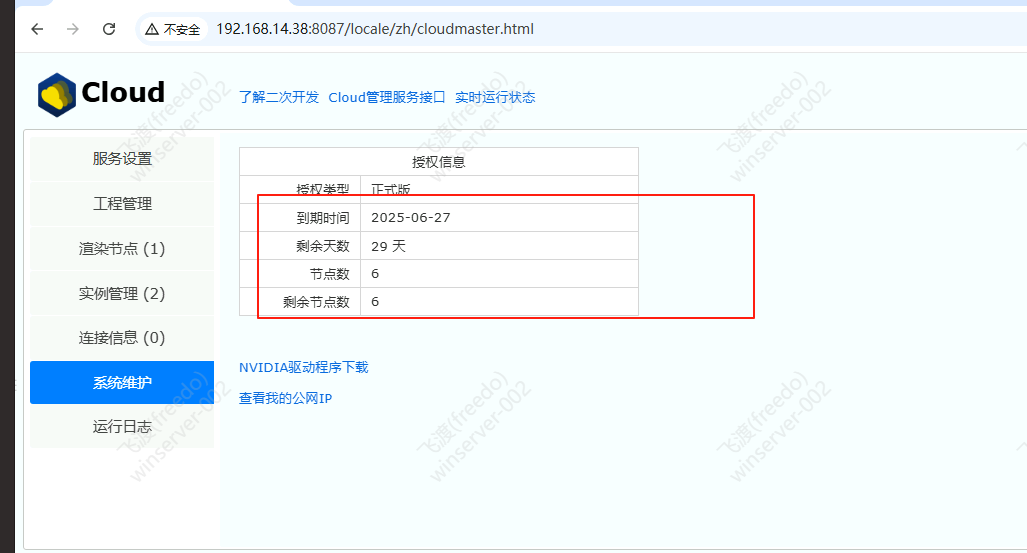 不安全 192.168.14.38:8087/locale/zh/cloudmaster.html
Cloud
了解二次开发 Cloud管理服务接口 实时运行状态
服务设置
工程管理
渲染节点 (1)
实例管理 (2)
连接信息 (0)
系统维护
运行日志
授权信息
授权类型 正式版
到期时间 2025-06-27
剩余天数 29 天
节点数 6
剩余节点数 6
NVIDIA驱动程序下载
查看我的公网IP
飞渡(freedo)
winserver-002
飞渡(freedo)
winserver-002
飞渡(freedo)
winserver-002
飞渡(freedo)
winserver-002
飞渡(freedo)
winserver-002
飞渡(freedo)
winserver-002